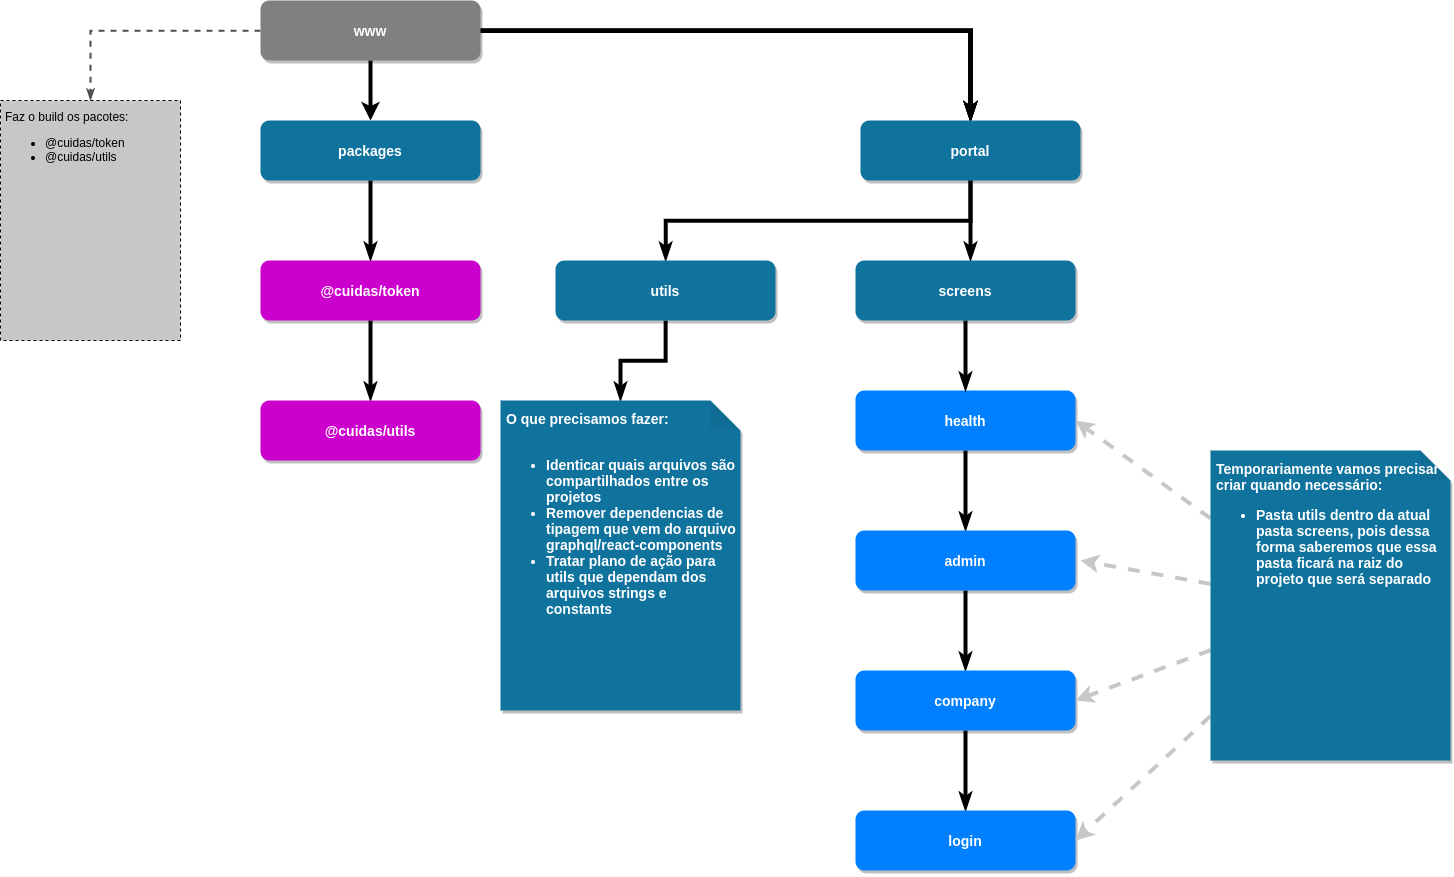 www
Faz o build os pacotes:
@cuidas/token
@cuidas/utils
packages
portal
@cuidas/token
utils
screens
@cuidas/utils
O que precisamos fazer:
Identicar quais arquivos são
compartilhados entre os
projetos
Remover dependencias de
tipagem que vem do arquivo
graphql/react-components
Tratar plano de ação para
utils que dependam dos
arquivos strings e
constants
health
admin
company
login
Temporariamente vamos precisar
criar quando necessário:
Pasta utils dentro da atual
pasta screens, pois dessa
forma saberemos que essa
pasta ficará na raiz do
projeto que será separado